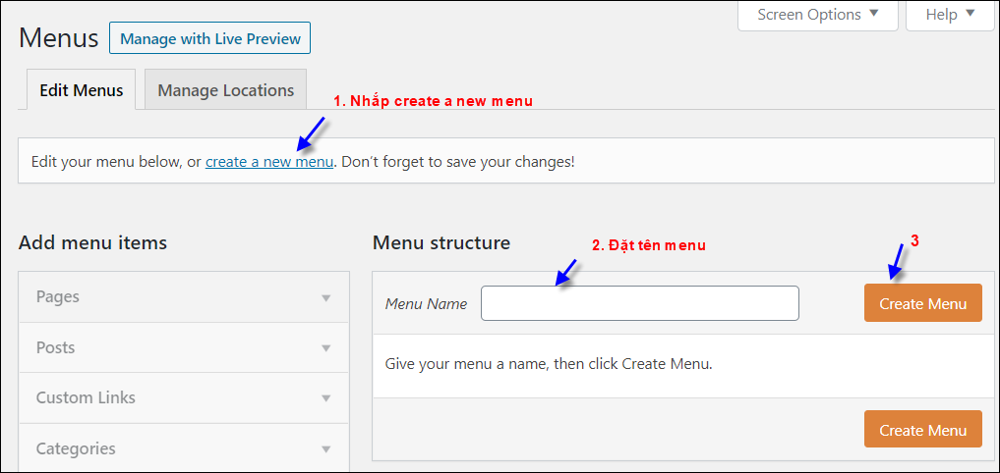 Screen Options ▼
Help ▼
Menus
Manage with Live Preview
Edit Menus
Manage Locations
1. Nhắp create a new menu
Edit your menu below, or create a new menu. Don’t forget to save your changes!
Add menu items
Menu structure
2. Đặt tên menu
3
Pages
Menu Name
Create Menu
Posts
Give your menu a name, then click Create Menu.
Custom Links
Create Menu
Categories